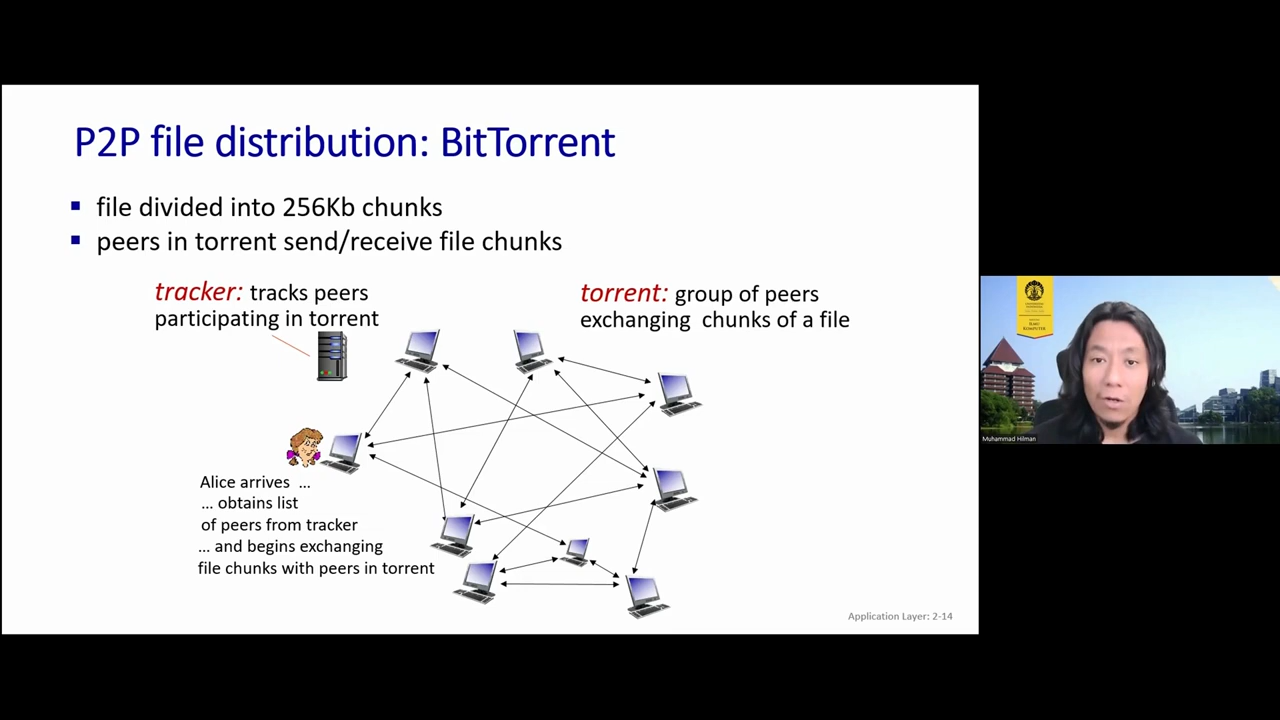 P2P file distribution: BitTorrent
▪ file divided into 256Kb chunks
▪ peers in torrent send/receive file chunks
tracker: tracks peers
participating in torrent
torrent: group of peers
exchanging chunks of a file
Alice arrives …
… obtains list
of peers from tracker
… and begins exchanging
file chunks with peers in torrent
Application Layer: 2-14
ILMU
KOMPUTER
Muhammad Hilman